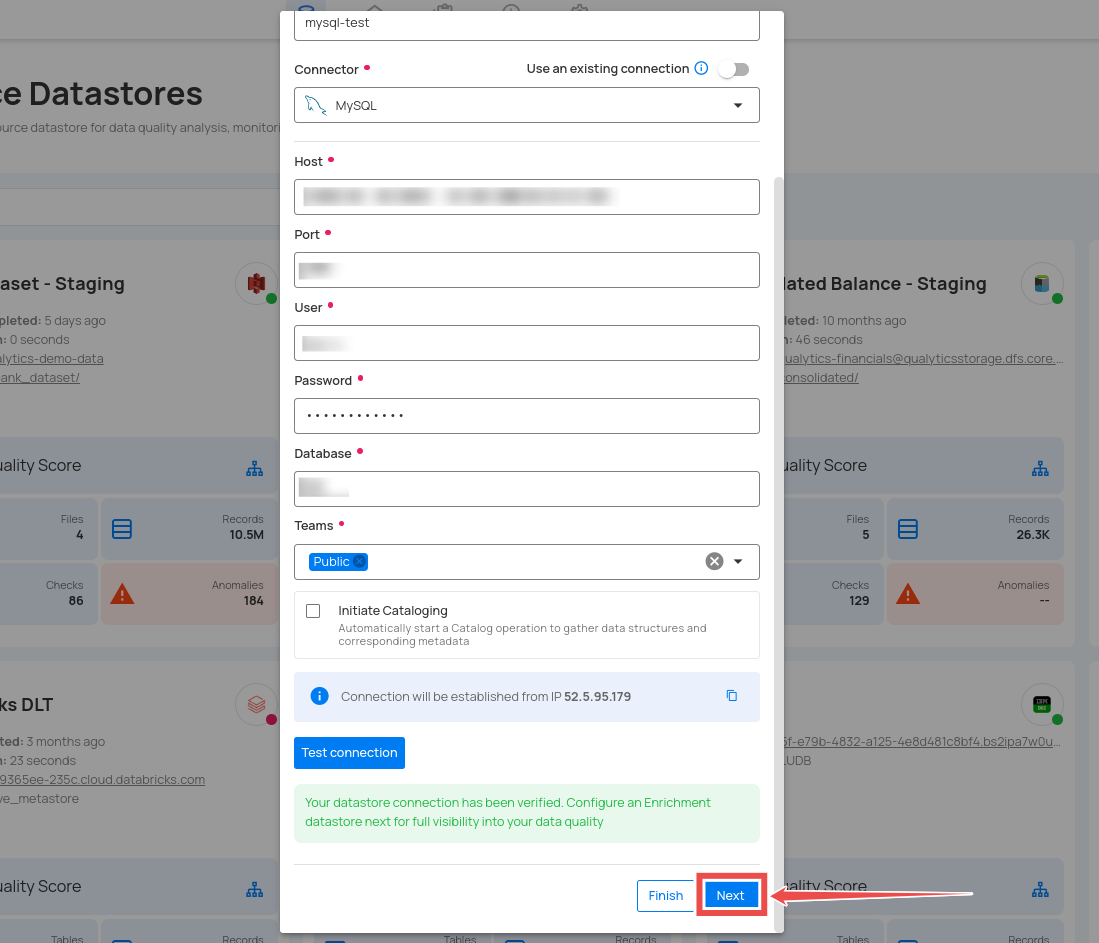 mysql-test
Connector
Use an existing connection
MySQL
ce Datastores
ource datastore for data quality analysis, monitori
Host
Port
aset - Staging
lated Balance - Staging
User
pleted: 5 days ago
leted: 10 months ago
n: 0 seconds
n: 46 seconds
alytics-demo-data
ualytics-financials@qualyticsstorage.dfs.core....
ank_dataset/
onsolidated/
Password
••••••••••••
Database
uality Score
uality Score
Teams
Files
4
Records
10.5M
Files
5
Records
26.3K
Public
Checks
86
Anomalies
184
Checks
129
Anomalies
--
Initiate Cataloging
Automatically start a Catalog operation to gather data structures and
corresponding metadata
Connection will be established from IP 52.5.95.179
ks DLT
ted: 3 months ago
5f-e79b-4832-a125-4e8d481c8bf4.bs2ipa7w0u...
n: 23 seconds
LUDB
9365ee-235c.cloud.databricks.com
ve_metastore
Test connection
Your datastore connection has been verified. Configure an Enrichment
datastore next for full visibility into your data quality
uality Score
uality Score
Finish
Next
Tables
Records
Tables
Records
Tables
Records